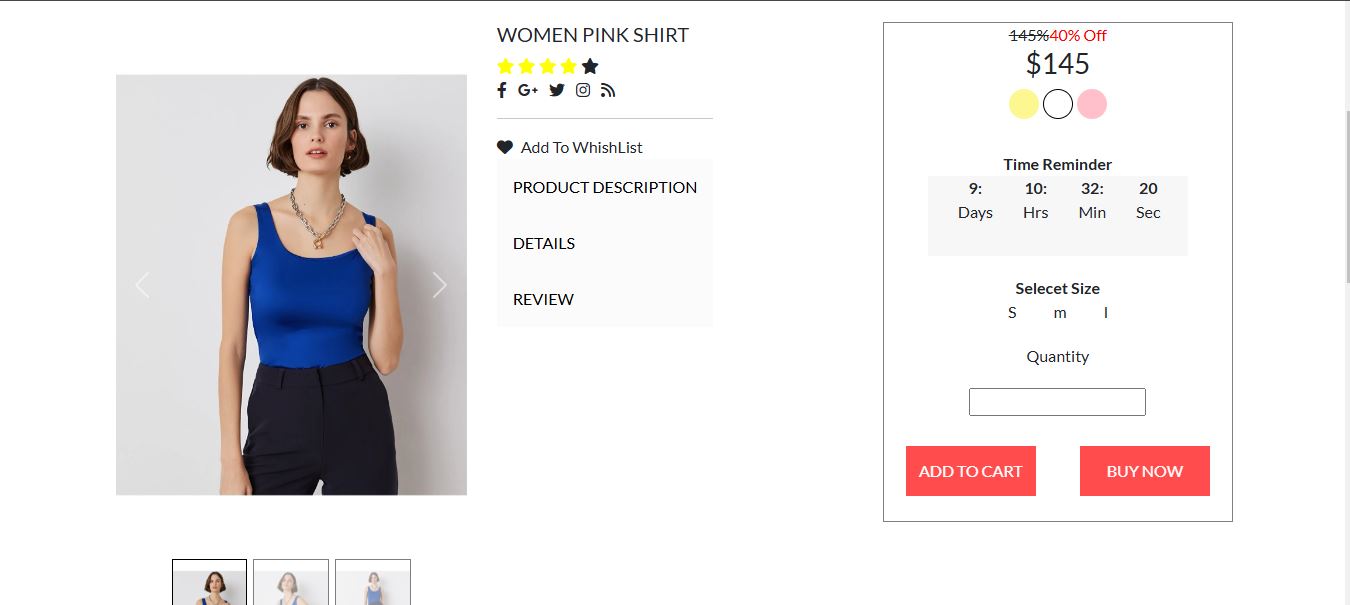 WOMEN PINK SHIRT
Add To WhishList
PRODUCT DESCRIPTION
DETAILS
REVIEW
145%40% Off
$145
Time Reminder
9: 10: 32: 20
Days Hrs Min Sec
Selecet Size
S m l
Quantity
ADD TO CART BUY NOW